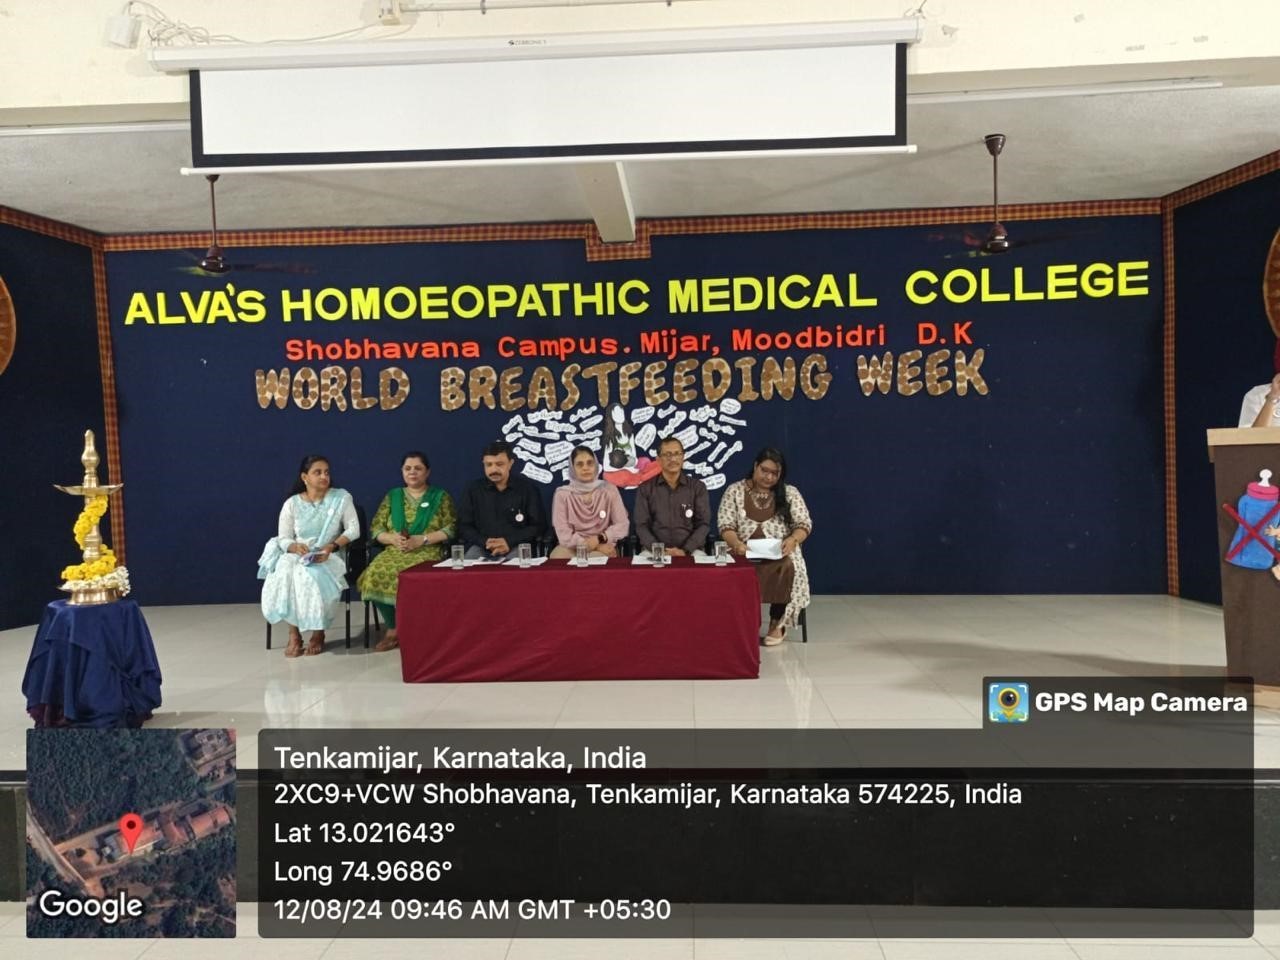 ALVA'S HOMOEOPATHIC MEDICAL COLLEGE
Shobhavana Campus. Mijar, Moodbidri D.K
WORLD BREASTFEEDING WEEK
GPS Map Camera
Tenkamijar, Karnataka, India
2XC9+VCW Shobhavana, Tenkamijar, Karnataka 574225, India
Lat 13.021643°
Long 74.9686°
12/08/24 09:46 AM GMT +05:30
Google